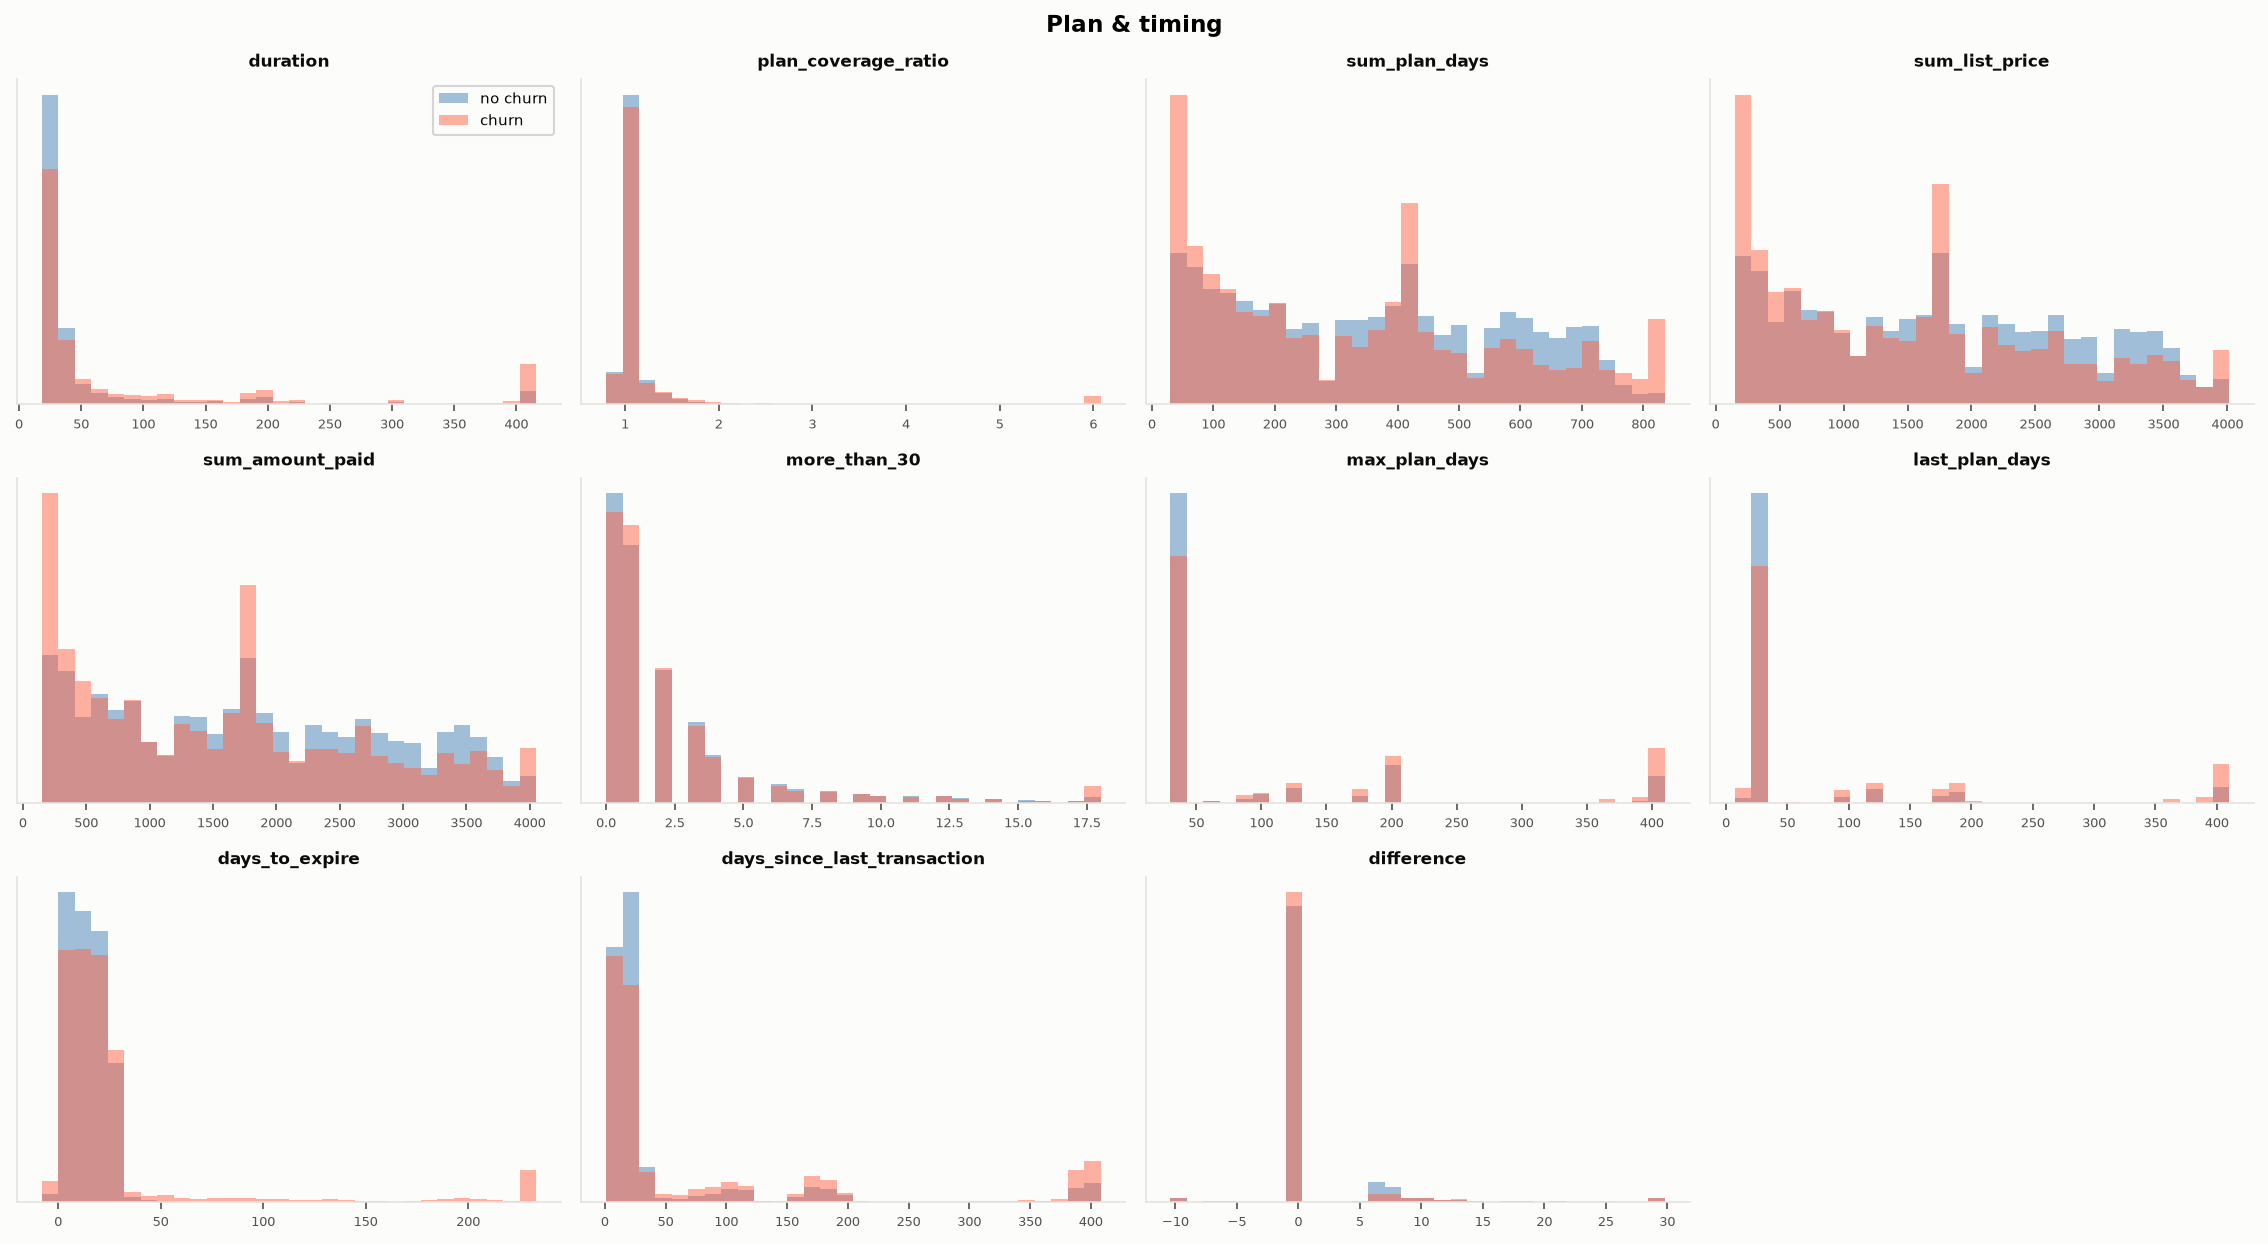 Plan & timing
duration
plan_coverage_ratio
sum_plan_days
sum_list_price
no churn
churn
0 50 100 150 200 250 300 350 400
1 2 3 4 5 6
0 100 200 300 400 500 600 700 800
0 500 1000 1500 2000 2500 3000 3500 4000
sum_amount_paid
more_than_30
max_plan_days
last_plan_days
0 500 1000 1500 2000 2500 3000 3500 4000
0.0 2.5 5.0 7.5 10.0 12.5 15.0 17.5
50 100 150 200 250 300 350 400
0 50 100 150 200 250 300 350 400
days_to_expire
days_since_last_transaction
difference
0 50 100 150 200
0 50 100 150 200 250 300 350 400
−10 −5 0 5 10 15 20 25 30